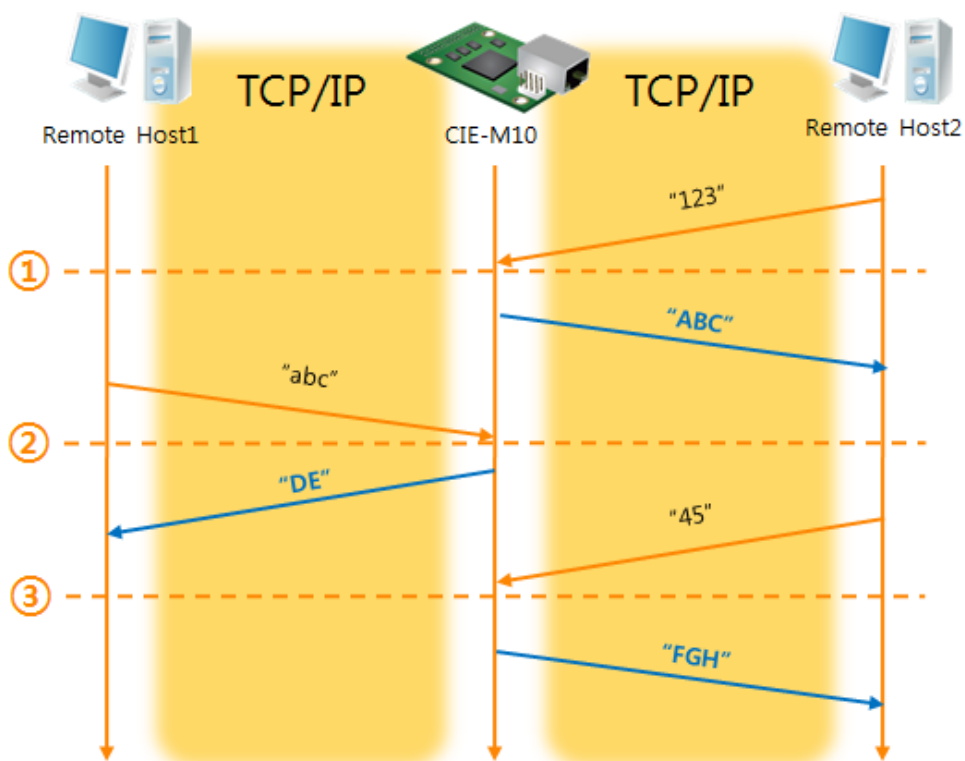 TCP/IP
TCP/IP
Remote Host1
CIE-M10
Remote Host2
"123"
①
"ABC"
"abc"
②
"DE"
"45"
③
"FGH"